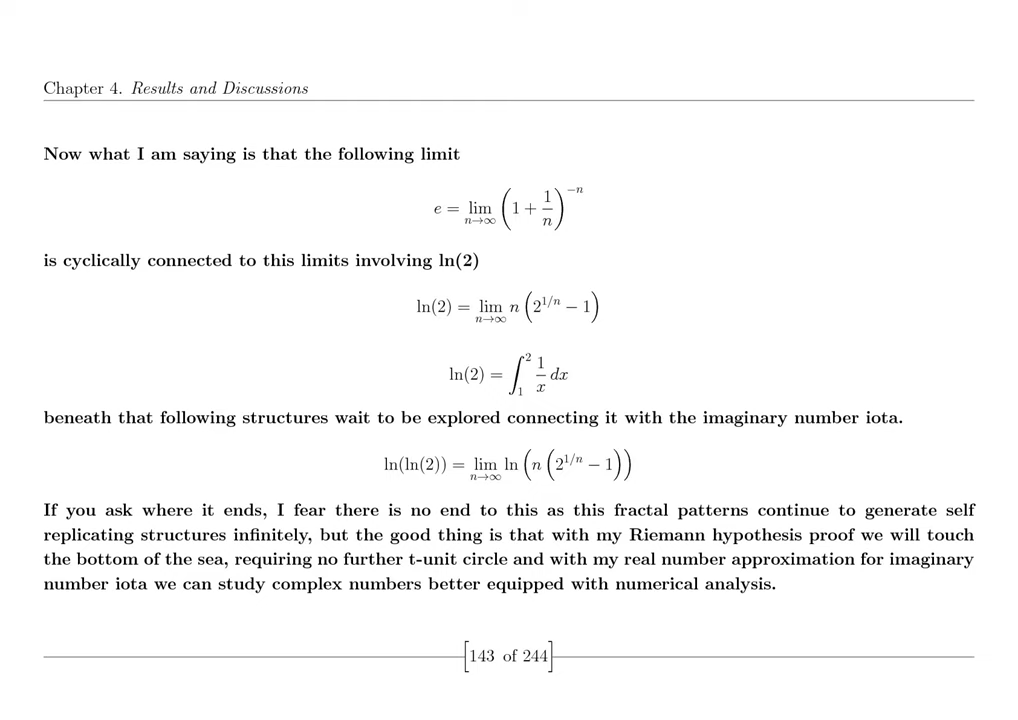 Chapter 4. Results and Discussions
Now what I am saying is that the following limit
e = lim_{n→∞} (1 + 1/n)^{−n}
is cyclically connected to this limits involving ln(2)
ln(2) = lim_{n→∞} n (2^{1/n} − 1)
ln(2) = ∫_1^2 1/x dx
beneath that following structures wait to be explored connecting it with the imaginary number iota.
ln(ln(2)) = lim_{n→∞} ln (n (2^{1/n} − 1))
If you ask where it ends, I fear there is no end to this as this fractal patterns continue to generate self
replicating structures infinitely, but the good thing is that with my Riemann hypothesis proof we will touch
the bottom of the sea, requiring no further t-unit circle and with my real number approximation for imaginary
number iota we can study complex numbers better equipped with numerical analysis.
[143 of 244]